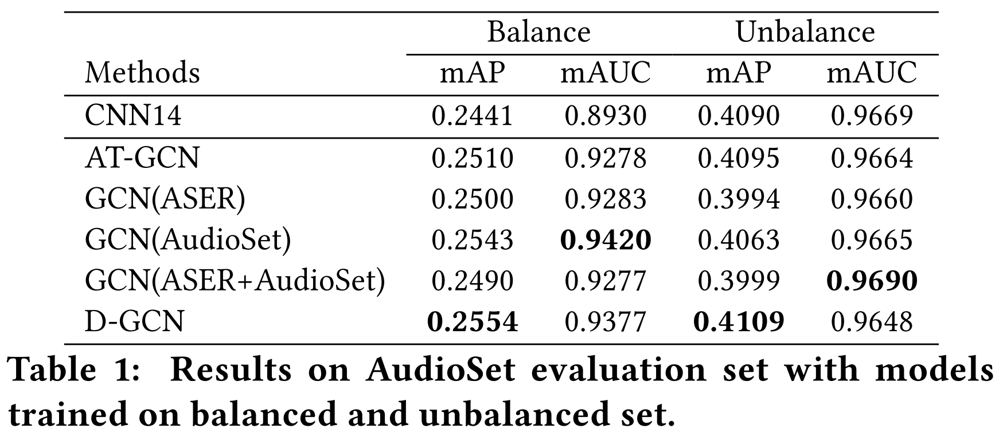 Balance Unbalance
Methods mAP mAUC mAP mAUC
CNN14 0.2441 0.8930 0.4090 0.9669
AT-GCN 0.2510 0.9278 0.4095 0.9664
GCN(ASER) 0.2500 0.9283 0.3994 0.9660
GCN(AudioSet) 0.2543 0.9420 0.4063 0.9665
GCN(ASER+AudioSet) 0.2490 0.9277 0.3999 0.9690
D-GCN 0.2554 0.9377 0.4109 0.9648
Table 1: Results on AudioSet evaluation set with models
trained on balanced and unbalanced set.